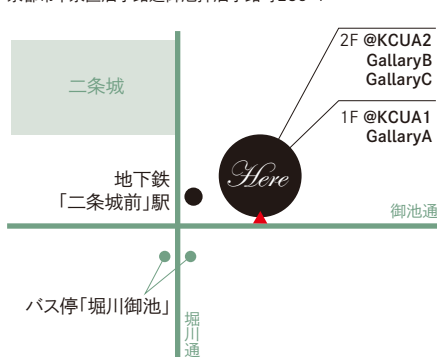 2F @KCUA2
GallaryB
GallaryC
1F @KCUA1
GallaryA
二条城
Here
地下鉄
「二条城前」駅
御池通
バス停「堀川御池」
堀川通